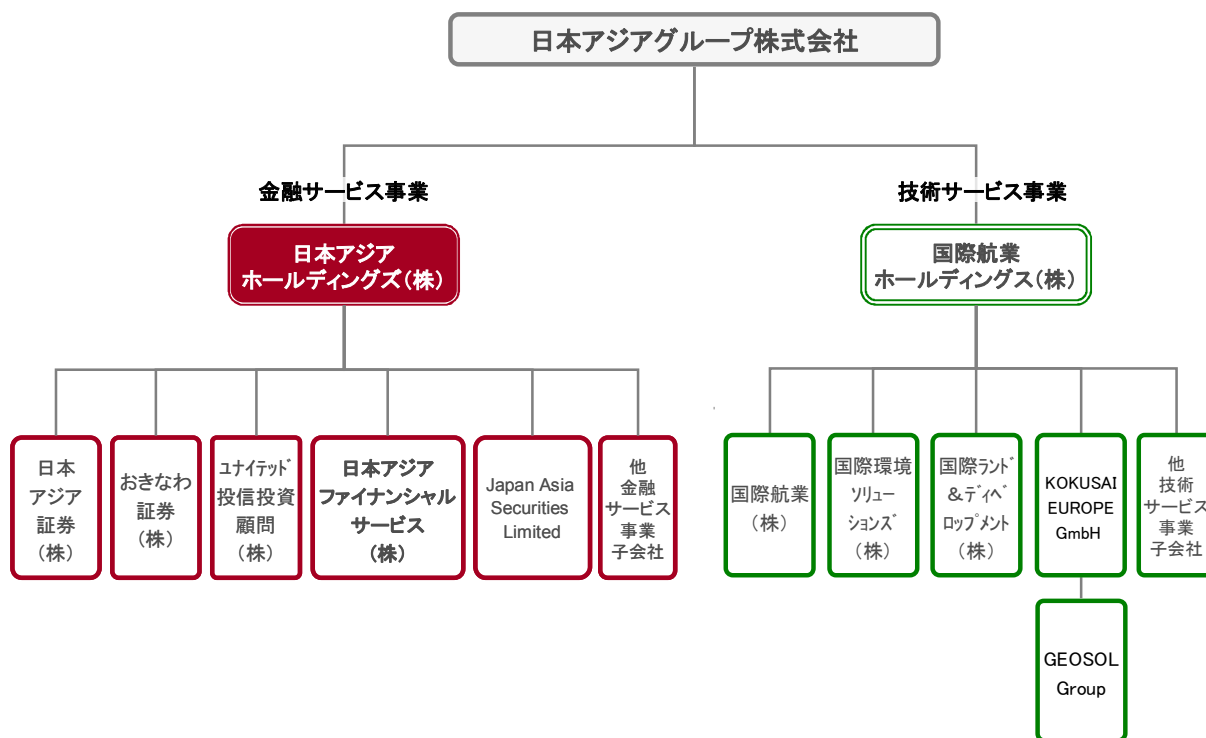 日本アジアグループ株式会社
金融サービス事業
技術サービス事業
日本アジア
ホールディングズ(株)
国際航業
ホールディングス(株)
日本
アジア
証券
(株)
おきなわ
証券
(株)
ユナイテッド
投信投資
顧問
(株)
日本アジア
ファイナンシャル
サービス
(株)
Japan Asia
Securities
Limited
他
金融
サービス
事業
子会社
国際航業
(株)
国際環境
ソリュー
ションズ
(株)
国際ランド
&ディベ
ロップメント
(株)
KOKUSAI
EUROPE
GmbH
他
技術
サービス
事業
子会社
GEOSOL
Group